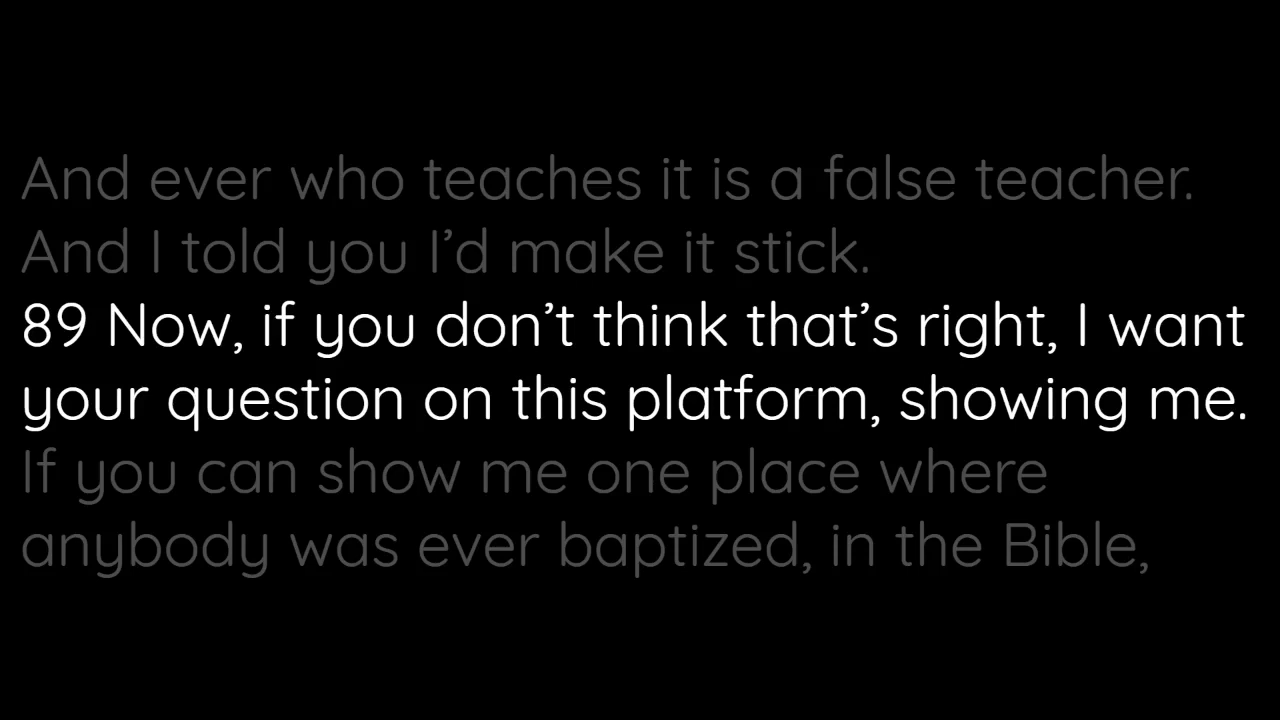 And ever who teaches it is a false teacher.
And I told you I’d make it stick.
89 Now, if you don’t think that’s right, I want
your question on this platform, showing me.
If you can show me one place where
anybody was ever baptized, in the Bible,